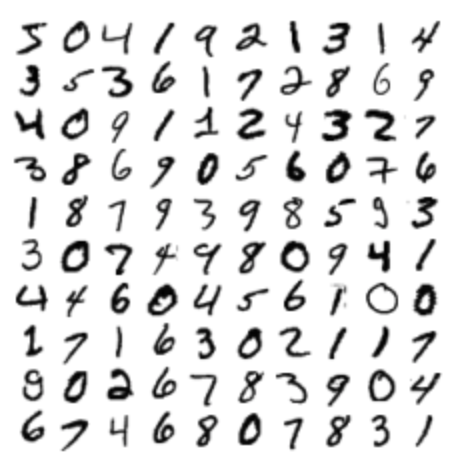 5 0 4 1 9 2 1 3 1 4
3 5 3 6 1 7 2 8 6 9
4 0 9 1 1 2 4 3 2 7
3 8 6 9 0 5 6 0 7 6
1 8 7 9 3 9 8 5 9 3
3 0 7 4 9 8 0 9 4 1
4 4 6 0 4 5 6 1 0 0
1 7 1 6 3 0 2 1 1 7
9 0 2 6 7 8 3 9 0 4
6 7 4 6 8 0 7 8 3 1